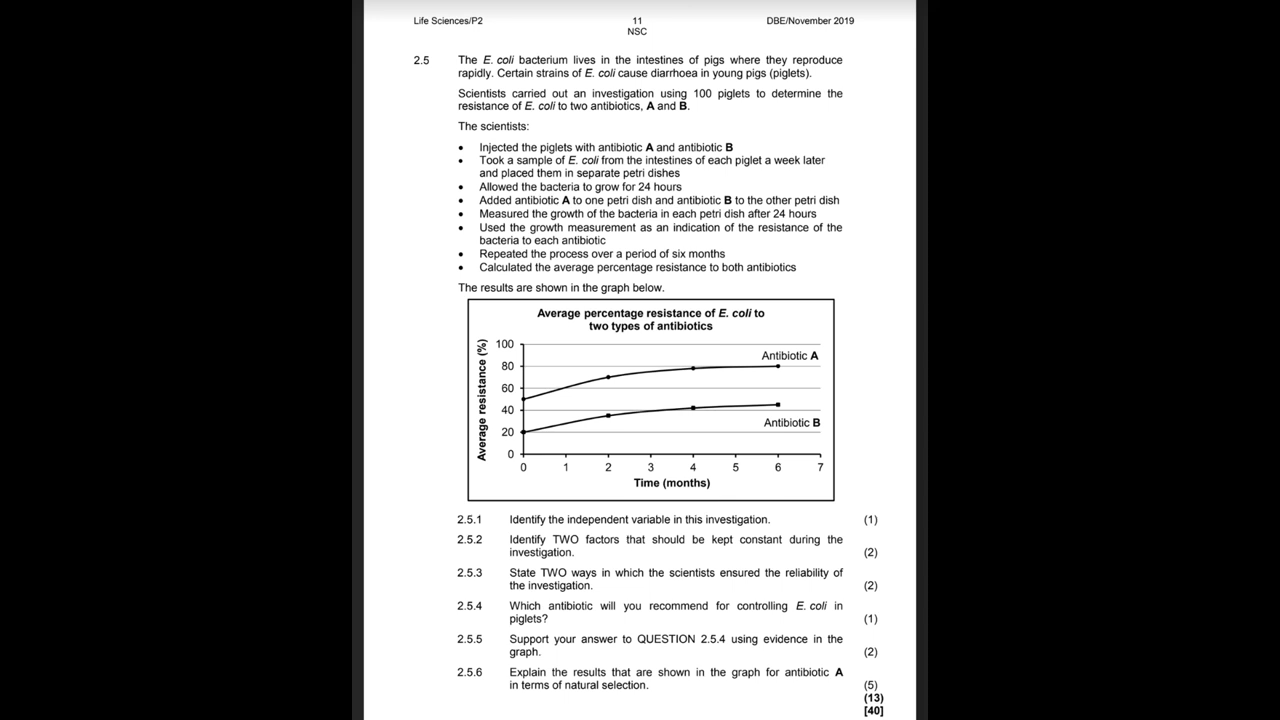 Life Sciences/P2 11 DBE/November 2019
NSC
2.5 The E. coli bacterium lives in the intestines of pigs where they reproduce
rapidly. Certain strains of E. coli cause diarrhoea in young pigs (piglets).
Scientists carried out an investigation using 100 piglets to determine the
resistance of E. coli to two antibiotics, A and B.
The scientists:
• Injected the piglets with antibiotic A and antibiotic B
• Took a sample of E. coli from the intestines of each piglet a week later
and placed them in separate petri dishes
• Allowed the bacteria to grow for 24 hours
• Added antibiotic A to one petri dish and antibiotic B to the other petri dish
• Measured the growth of the bacteria in each petri dish after 24 hours
• Used the growth measurement as an indication of the resistance of the
bacteria to each antibiotic
• Repeated the process over a period of six months
• Calculated the average percentage resistance to both antibiotics
The results are shown in the graph below.
Average percentage resistance of E. coli to
two types of antibiotics
Average resistance (%)
100
80
60
40
20
0
Antibiotic A
Antibiotic B
0 1 2 3 4 5 6 7
Time (months)
2.5.1 Identify the independent variable in this investigation. (1)
2.5.2 Identify TWO factors that should be kept constant during the
investigation. (2)
2.5.3 State TWO ways in which the scientists ensured the reliability of
the investigation. (2)
2.5.4 Which antibiotic will you recommend for controlling E. coli in
piglets? (1)
2.5.5 Support your answer to QUESTION 2.5.4 using evidence in the
graph. (2)
2.5.6 Explain the results that are shown in the graph for antibiotic A
in terms of natural selection. (5)
(13)
[40]